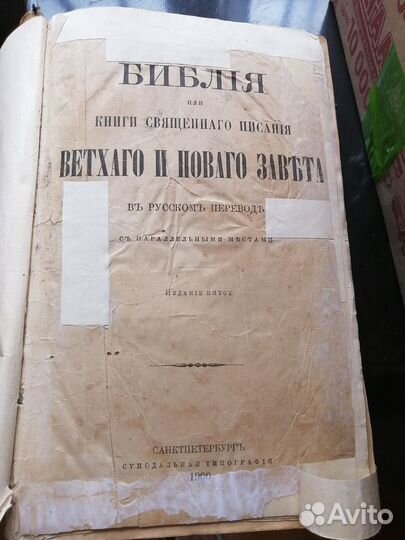 БИБЛІЯ
ИЛИ
КНИГИ СВЯЩЕННАГО ПИСАНІЯ
ВЕТХАГО И НОВАГО ЗАВѢТА
ВЪ РУССКОМЪ ПЕРЕВОДѢ
СЪ ПАРАЛЛЕЛЬНЫМИ МѢСТАМИ
ИЗДАНІЕ ПЯТОЕ
САНКТПЕТЕРБУРГЪ
СУНОДАЛЬНАЯ ТИПОГРАФІЯ
1900
Avito